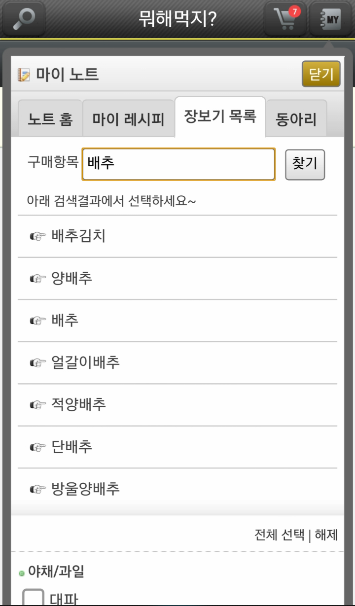 뭐해먹지?
7
MY
마이 노트
닫기
노트 홈 마이 레시피 장보기 목록 동아리
구매항목 배추 찾기
아래 검색결과에서 선택하세요~
배추김치
양배추
배추
얼갈이배추
적양배추
단배추
방울양배추
전체 선택 | 해제
야채/과일
대파